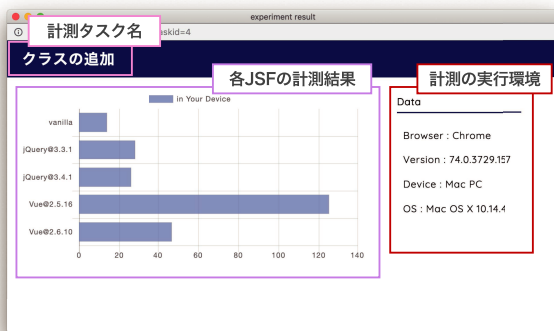 experiment result
計測タスク名
skid=4
クラスの追加
各JSFの計測結果
計測の実行環境
in Your Device
vanilla
jQuery@3.3.1
jQuery@3.4.1
Vue@2.5.16
Vue@2.6.10
0 20 40 60 80 100 120 140
Data
Browser : Chrome
Version : 74.0.3729.157
Device : Mac PC
OS : Mac OS X 10.14.4